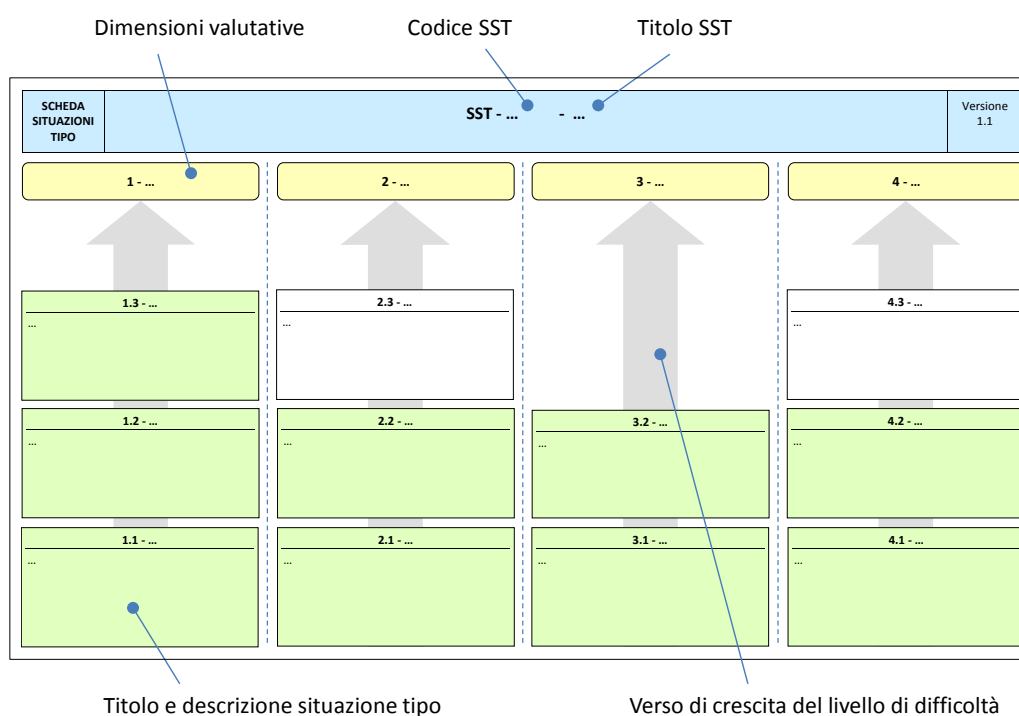 Dimensioni valutative Codice SST Titolo SST
SCHEDA
SITUAZIONI
TIPO
SST - ... - ...
Versione
1.1
1 - ... 2 - ... 3 - ... 4 - ...
1.3 - ... 2.3 - ... 4.3 - ...
... ... ...
1.2 - ... 2.2 - ... 3.2 - ... 4.2 - ...
... ... ... ...
1.1 - ... 2.1 - ... 3.1 - ... 4.1 - ...
... ... ... ...
Titolo e descrizione situazione tipo Verso di crescita del livello di difficoltà